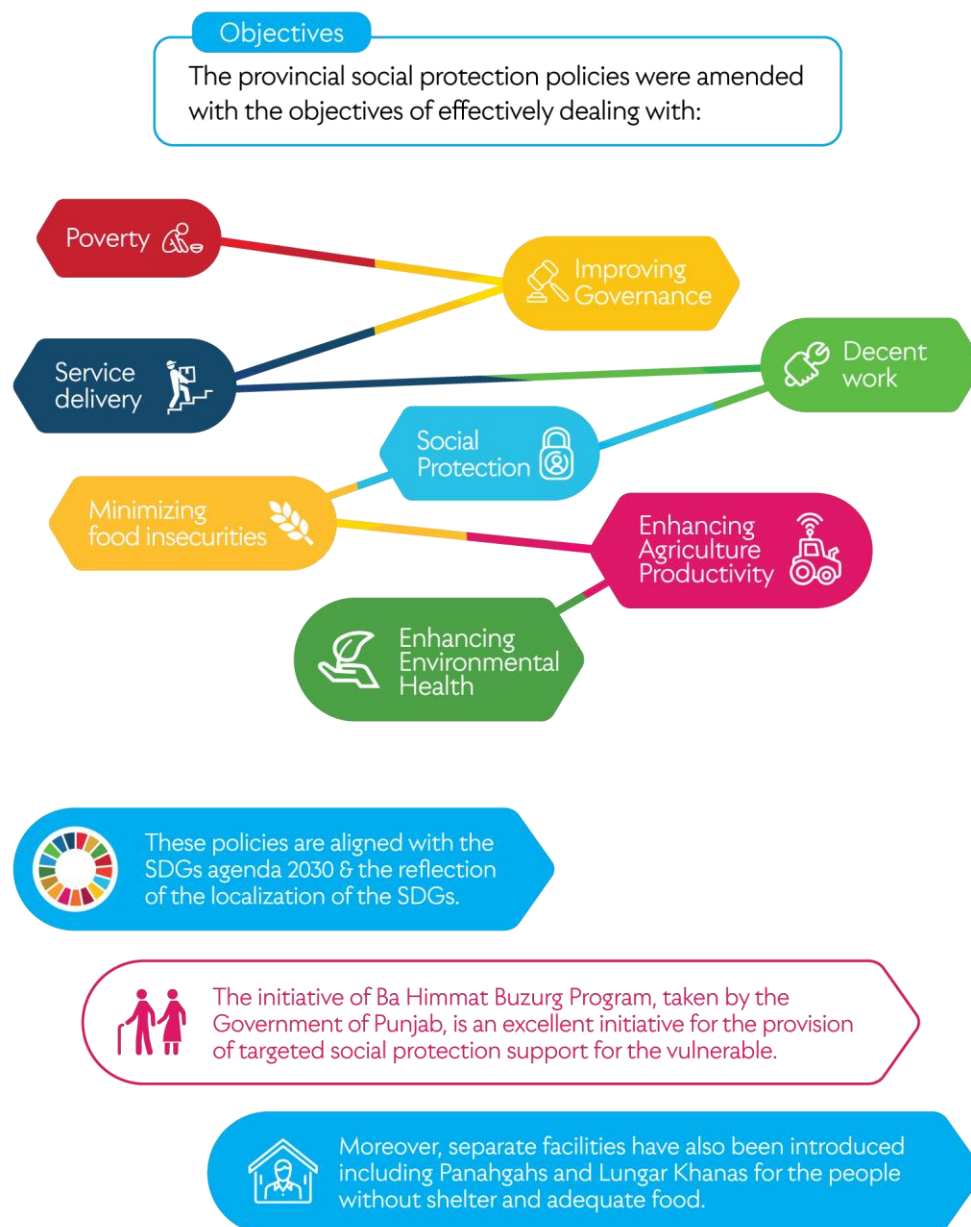 Objectives
The provincial social protection policies were amended
with the objectives of effectively dealing with:
Poverty
Improving
Governance
Service
delivery
Decent
work
Social
Protection
Minimizing
food insecurities
Enhancing
Agriculture
Productivity
Enhancing
Environmental
Health
These policies are aligned with the
SDGs agenda 2030 & the reflection
of the localization of the SDGs.
The initiative of Ba Himmat Buzurg Program, taken by the
Government of Punjab, is an excellent initiative for the provision
of targeted social protection support for the vulnerable.
Moreover, separate facilities have also been introduced
including Panahgahs and Lungar Khanas for the people
without shelter and adequate food.